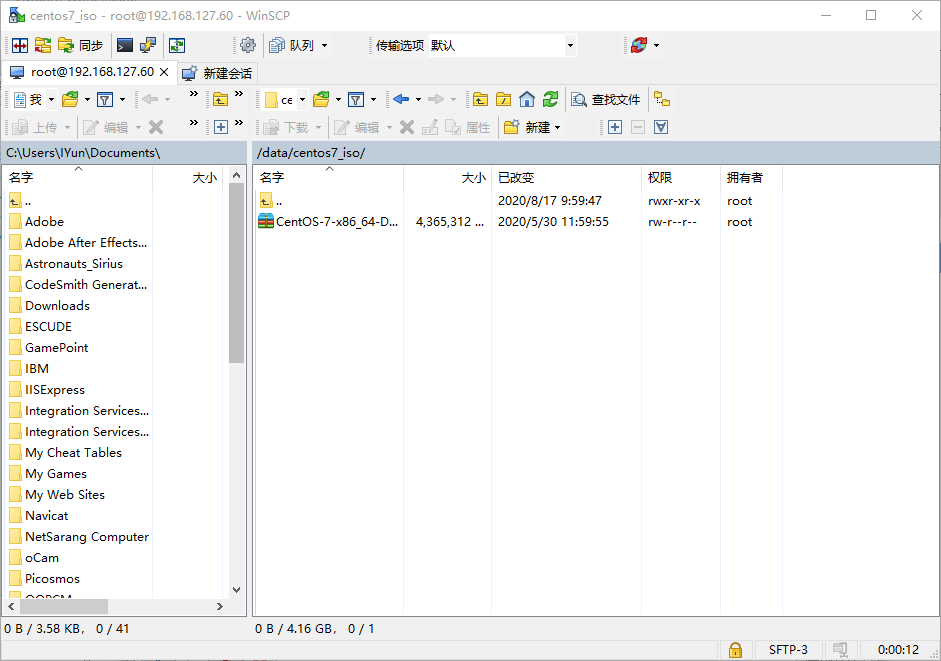 centos7_iso - root@192.168.127.60 - WinSCP
同步 队列 传输选项 默认
root@192.168.127.60 新建会话
我 ce 查找文件
上传 编辑 下载 编辑 属性 新建
C:\Users\IYun\Documents\ /data/centos7_iso/
名字 大小 名字 大小 已改变 权限 拥有者
.. .. 2020/8/17 9:59:47 rwxr-xr-x root
Adobe CentOS-7-x86_64-D... 4,365,312 ... 2020/5/30 11:59:55 rw-r--r-- root
Adobe After Effects...
Astronauts_Sirius
CodeSmith Generat...
Downloads
ESCUDE
GamePoint
IBM
IISExpress
Integration Services...
Integration Services...
My Cheat Tables
My Games
My Web Sites
Navicat
NetSarang Computer
oCam
Picosmos
0 B / 3.58 KB, 0 / 41 0 B / 4.16 GB, 0 / 1
SFTP-3 0:00:12